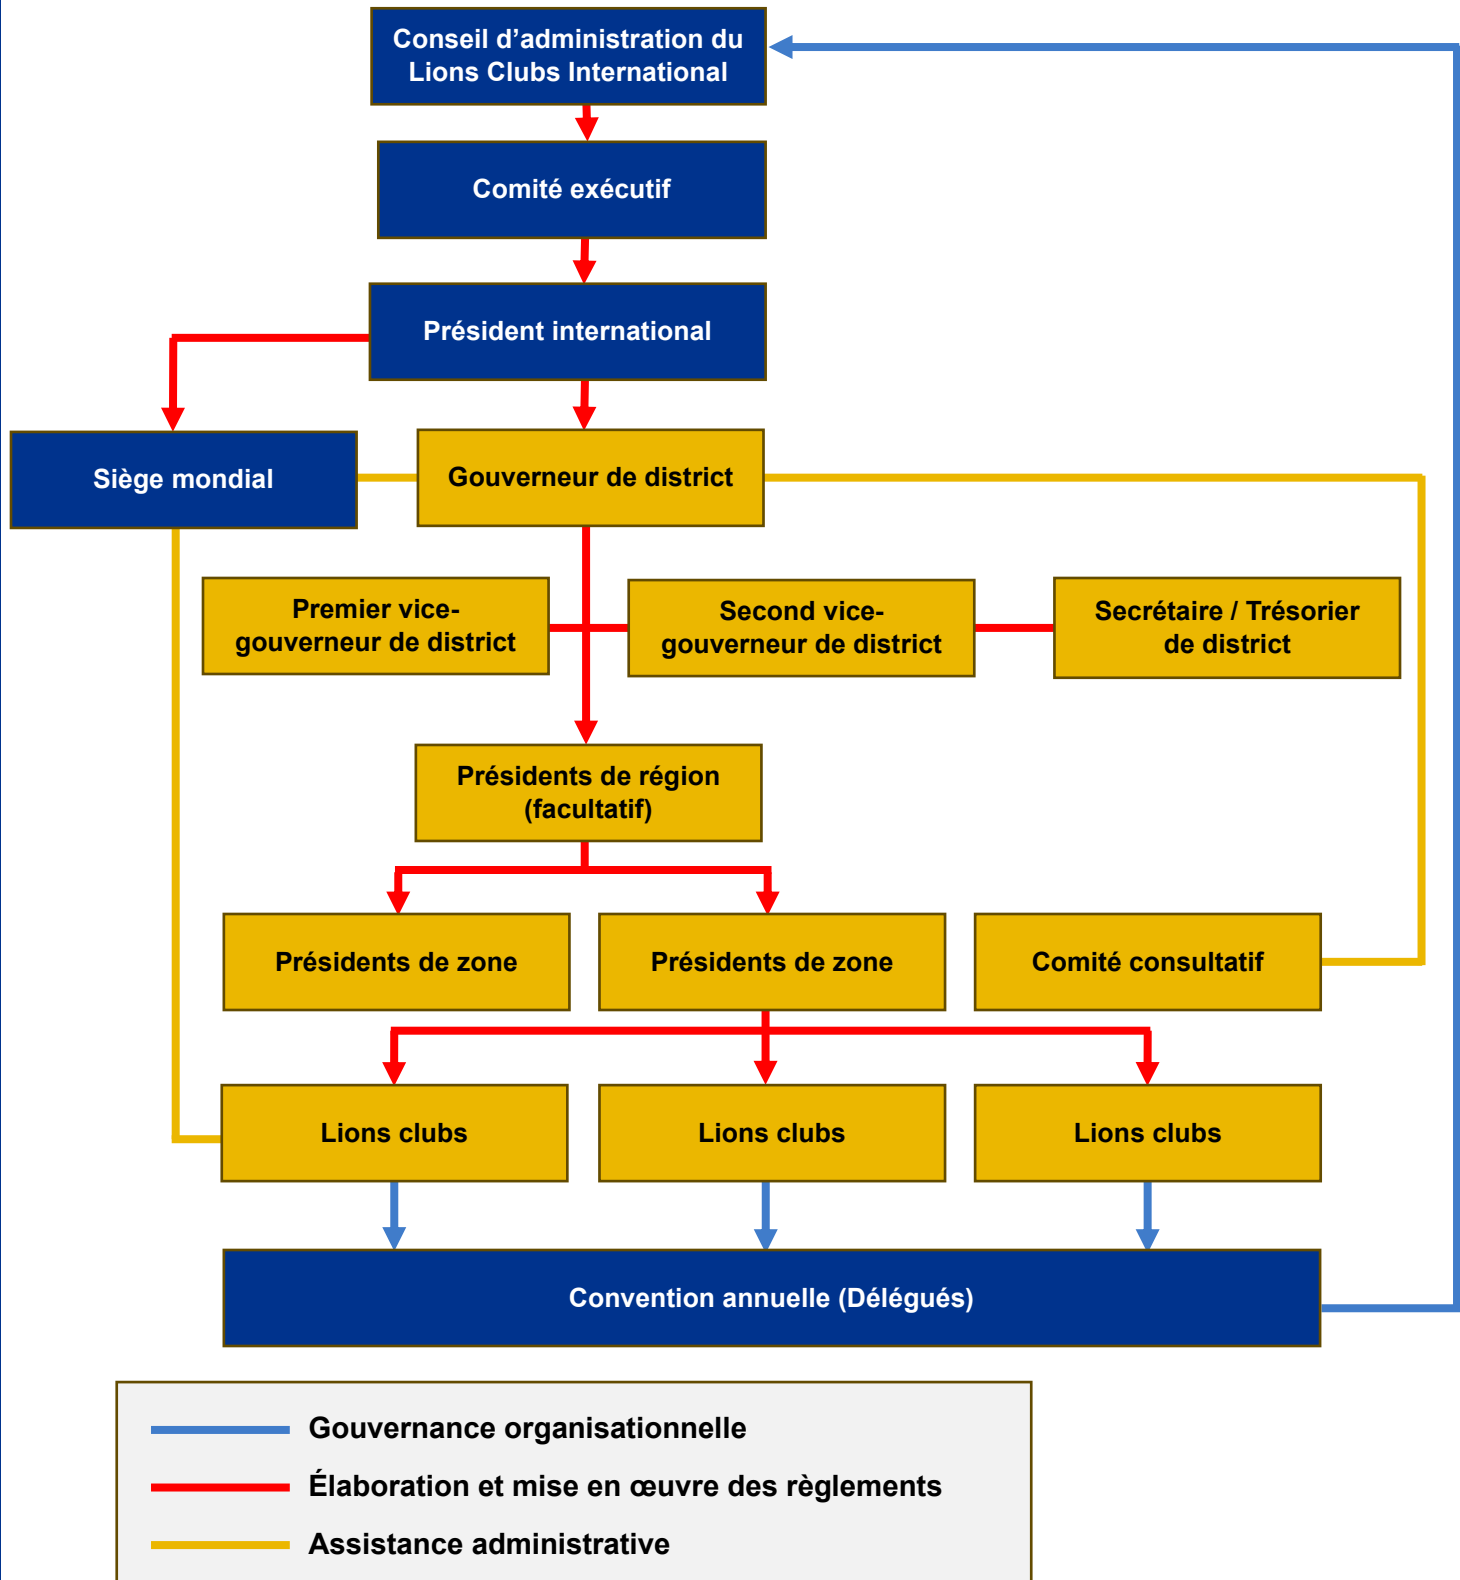 Conseil d’administration du
Lions Clubs International
Comité exécutif
Président international
Siège mondial
Gouverneur de district
Premier vice-
gouverneur de district
Second vice-
gouverneur de district
Secrétaire / Trésorier
de district
Présidents de région
(facultatif)
Présidents de zone
Présidents de zone
Comité consultatif
Lions clubs
Lions clubs
Lions clubs
Convention annuelle (Délégués)
Gouvernance organisationnelle
Élaboration et mise en œuvre des règlements
Assistance administrative